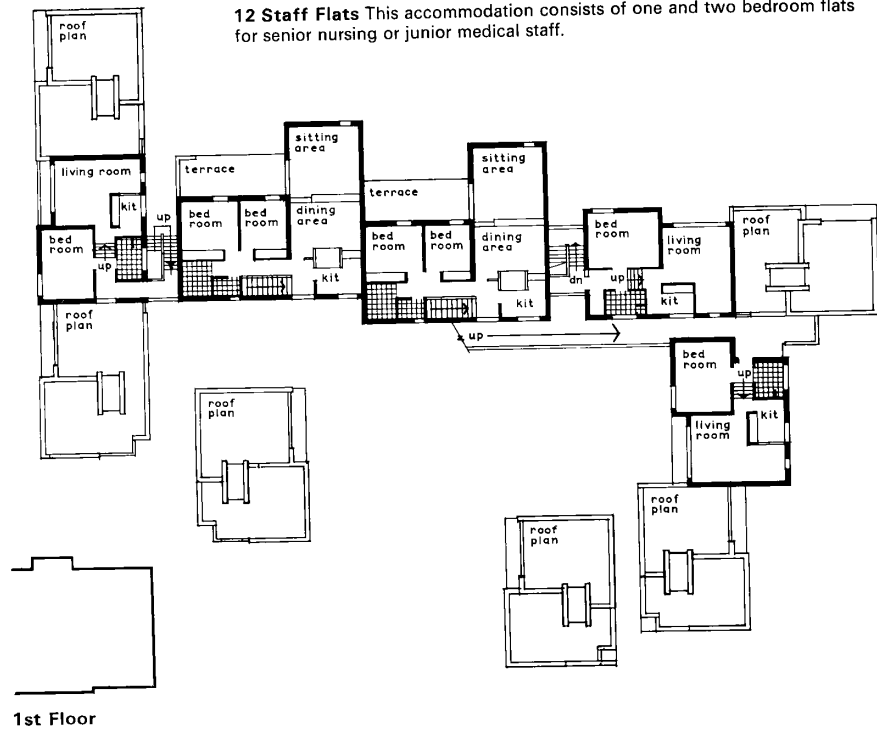 12 Staff Flats This accommodation consists of one and two bedroom flats
for senior nursing or junior medical staff.
roof
plan
living room
kit
bed
room
up
up
roof
plan
terrace
sitting
area
bed
room
bed
room
dining
area
kit
terrace
sitting
area
bed
room
bed
room
dining
area
kit
up
bed
room
living
room
dn
up
kit
roof
plan
bed
room
up
kit
living
room
roof
plan
roof
plan
roof
plan
1st Floor